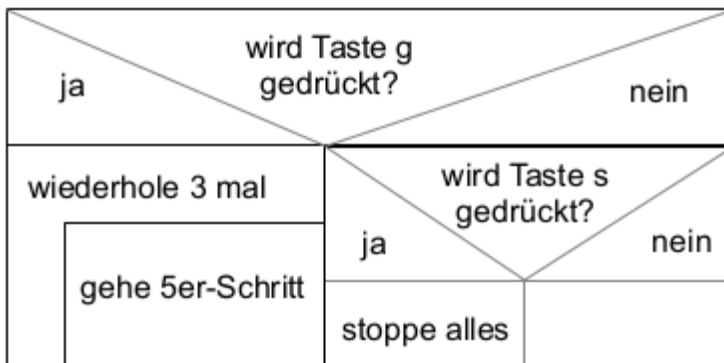 wird Taste g
gedrückt?
ja
nein
wiederhole 3 mal
wird Taste s
gedrückt?
ja
nein
gehe 5er-Schritt
stoppe alles